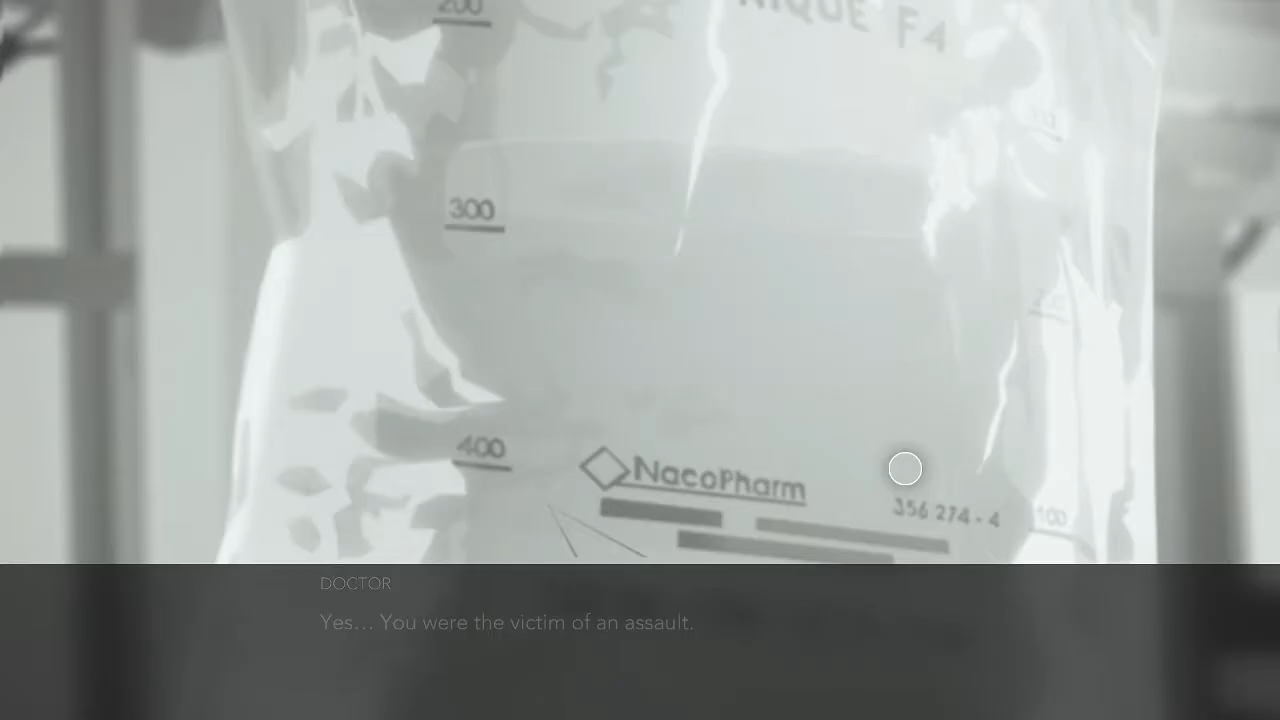 200
NIQUE F4
300
400
NacoPharm
356 274 - 4
100
DOCTOR
Yes... You were the victim of an assault.